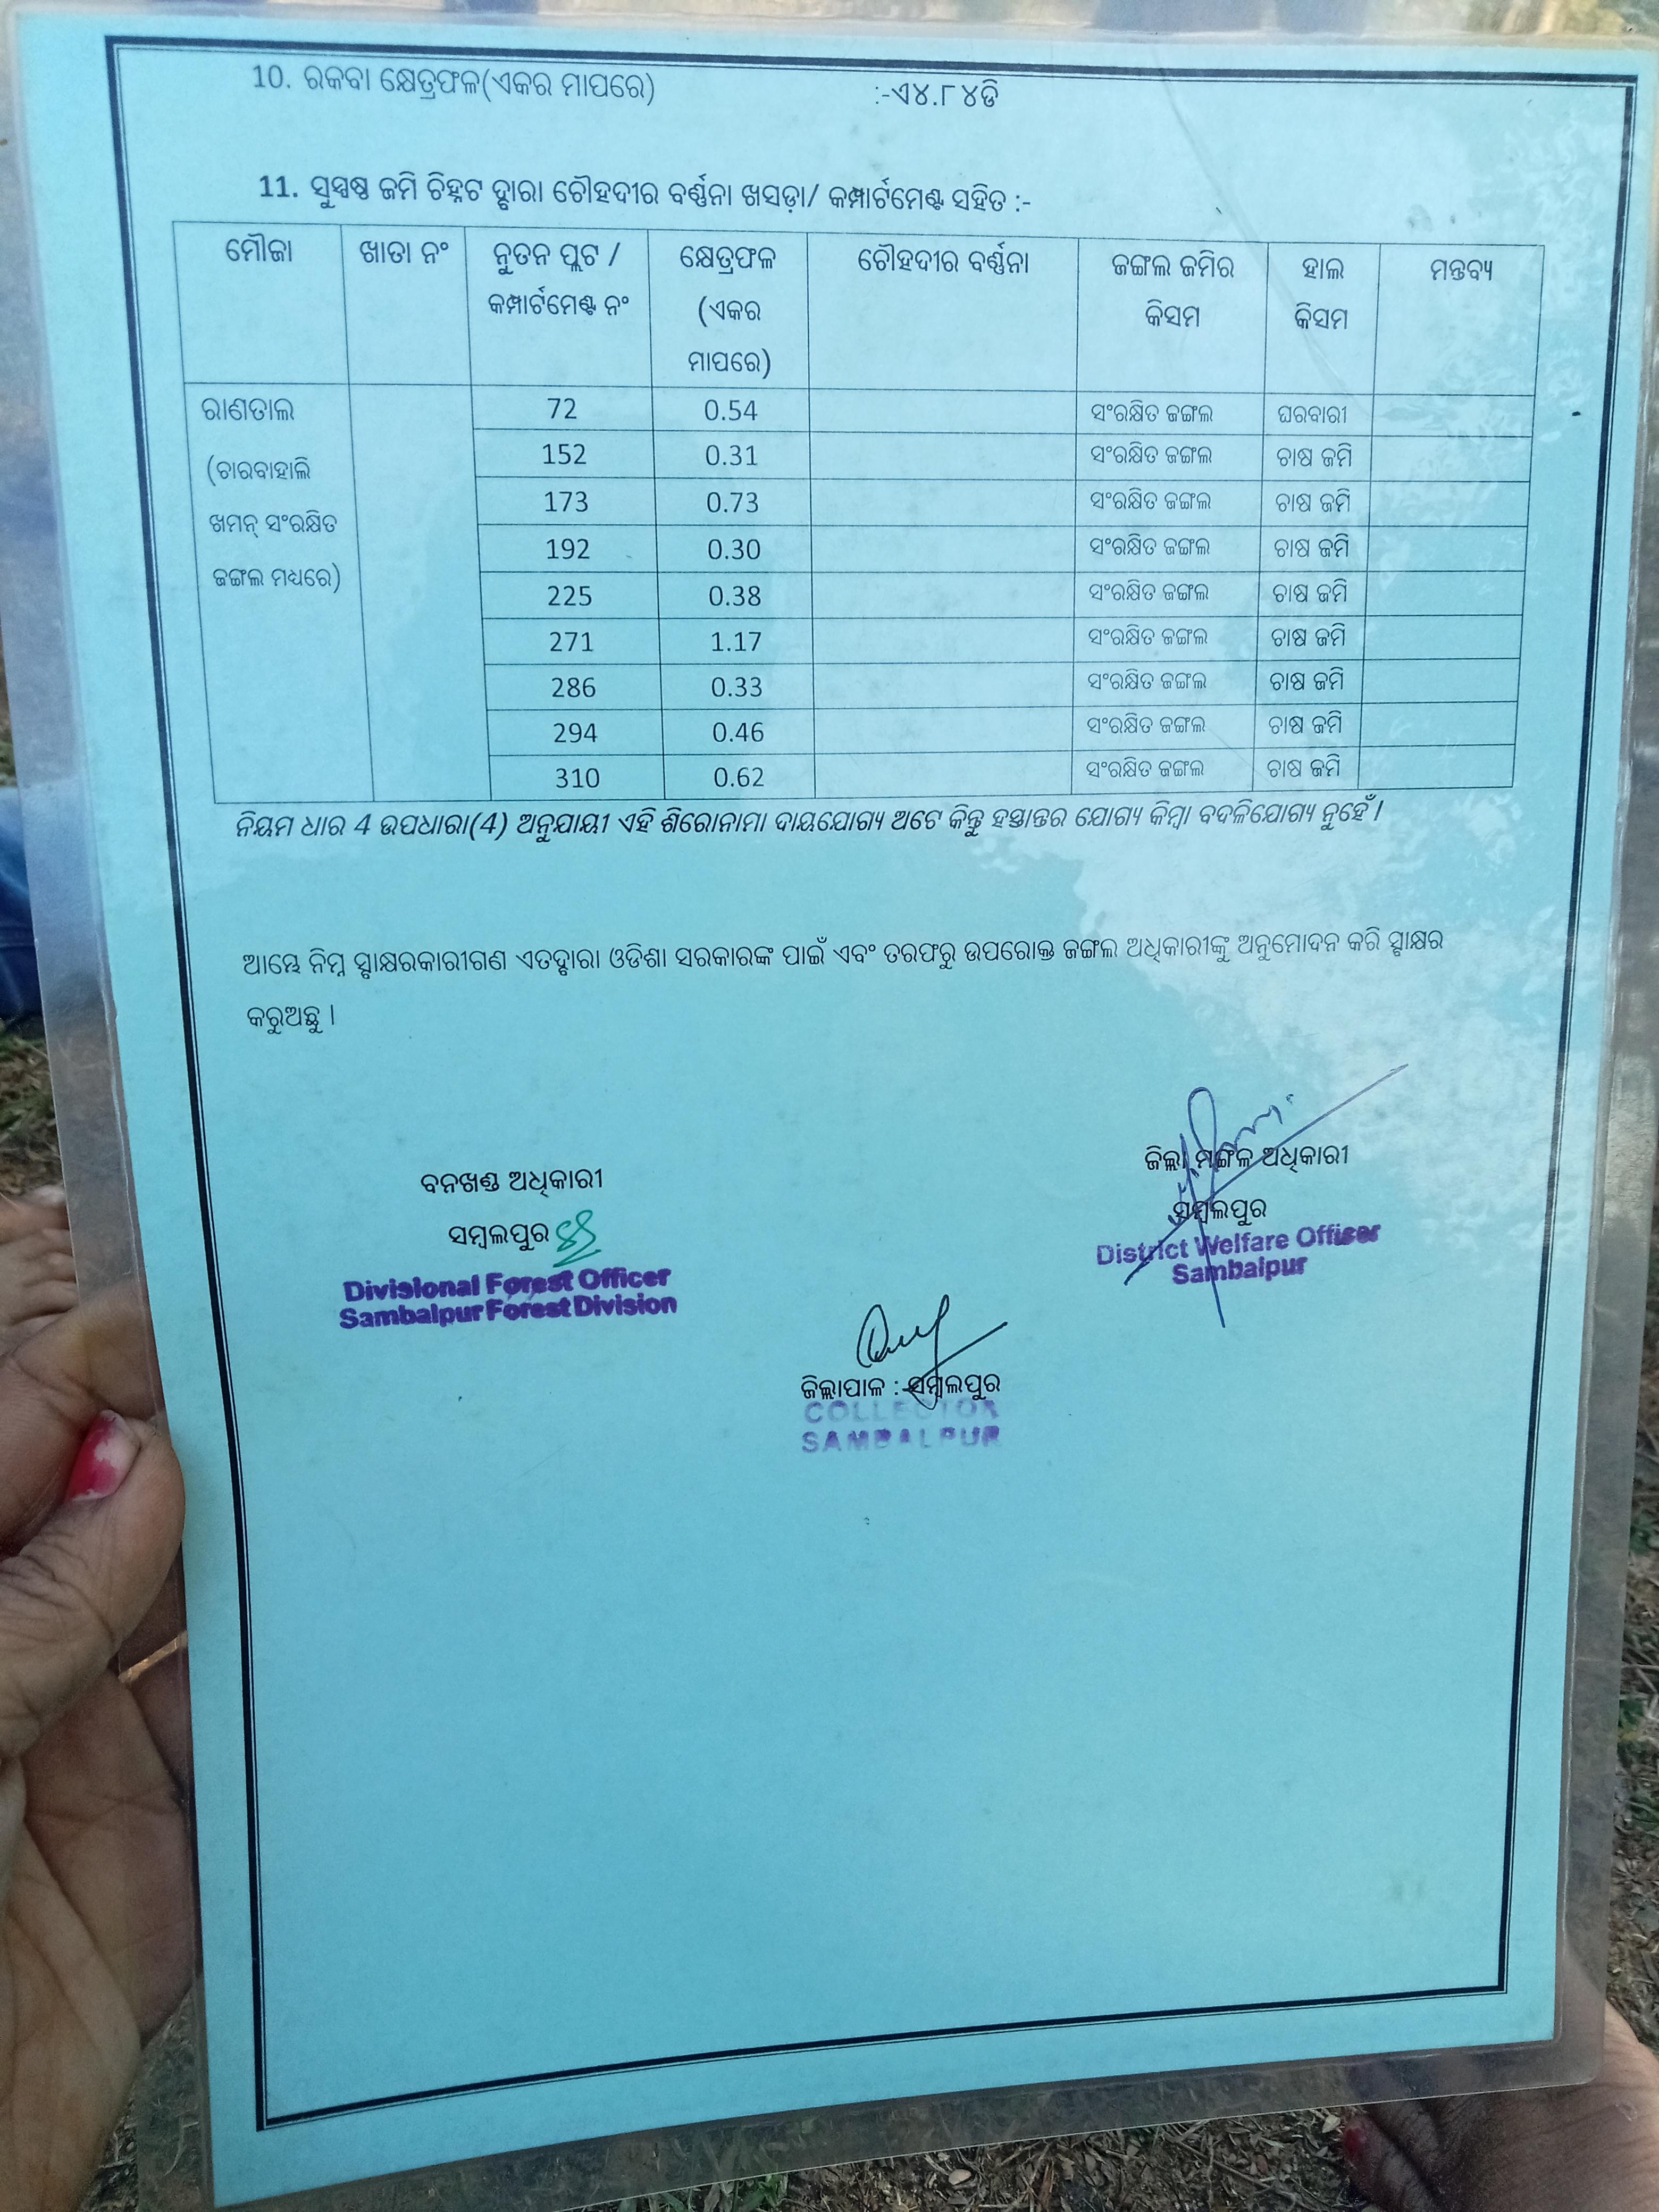 10. ରକବା କ୍ଷେତ୍ରଫଳ(ଏକର ମାପରେ) :-ଏ୪.୮୪ଡି
11. ସୁସ୍ପଷ୍ଟ ଜମି ଚିହ୍ନଟ ଦ୍ବାରା ଚୌହଦୀର ବର୍ଣ୍ଣନା ଖସଡ଼ା/ କମ୍ପାର୍ଟମେଣ୍ଟ ସହିତ :-
ମୌଜା ଖାତା ନଂ ନୁତନ ପ୍ଲଟ / କମ୍ପାର୍ଟମେଣ୍ଟ ନଂ କ୍ଷେତ୍ରଫଳ (ଏକର ମାପରେ) ଚୌହଦୀର ବର୍ଣ୍ଣନା ଜଙ୍ଗଲ ଜମିର କିସମ ହାଲ କିସମ ମନ୍ତବ୍ୟ
ରାଣତାଲ
(ଚାରବାହାଲି
ଖମନ୍ ସଂରକ୍ଷିତ
ଜଙ୍ଗଲ ମଧ୍ୟରେ)
72 0.54 ସଂରକ୍ଷିତ ଜଙ୍ଗଲ ଘରବାରୀ
152 0.31 ସଂରକ୍ଷିତ ଜଙ୍ଗଲ ଚାଷ ଜମି
173 0.73 ସଂରକ୍ଷିତ ଜଙ୍ଗଲ ଚାଷ ଜମି
192 0.30 ସଂରକ୍ଷିତ ଜଙ୍ଗଲ ଚାଷ ଜମି
225 0.38 ସଂରକ୍ଷିତ ଜଙ୍ଗଲ ଚାଷ ଜମି
271 1.17 ସଂରକ୍ଷିତ ଜଙ୍ଗଲ ଚାଷ ଜମି
286 0.33 ସଂରକ୍ଷିତ ଜଙ୍ଗଲ ଚାଷ ଜମି
294 0.46 ସଂରକ୍ଷିତ ଜଙ୍ଗଲ ଚାଷ ଜମି
310 0.62 ସଂରକ୍ଷିତ ଜଙ୍ଗଲ ଚାଷ ଜମି
ନିୟମ ଧାର 4 ଉପଧାରା(4) ଅନୁଯାୟୀ ଏହି ଶିରୋନାମା ଦାୟଯୋଗ୍ୟ ଅଟେ କିନ୍ତୁ ହସ୍ତାନ୍ତର ଯୋଗ୍ୟ କିମ୍ବା ବଦଳିଯୋଗ୍ୟ ନୁହେଁ ।
ଆମ୍ଭେ ନିମ୍ନ ସ୍ବାକ୍ଷରକାରୀଗଣ ଏତଦ୍ବାରା ଓଡିଶା ସରକାରଙ୍କ ପାଇଁ ଏବଂ ତରଫରୁ ଉପରୋକ୍ତ ଜଙ୍ଗଲ ଅଧିକାରୀଙ୍କୁ ଅନୁମୋଦନ କରି ସ୍ବାକ୍ଷର
କରୁଅଛୁ ।
ବନଖଣ୍ଡ ଅଧିକାରୀ
ସମ୍ବଲପୁର
Divisional Forest Officer
Sambalpur Forest Division
ଜିଲ୍ଲା ମଙ୍ଗଳ ଅଧିକାରୀ
ସମ୍ବଲପୁର
District Welfare Officer
Sambalpur
ଜିଲ୍ଲାପାଳ :-ସମ୍ବଲପୁର
COLLECTOR
SAMBALPUR